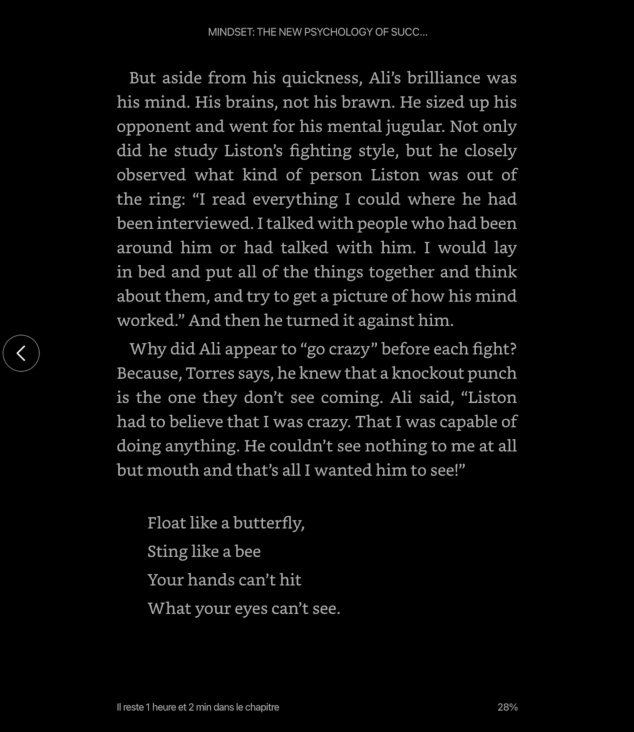 MINDSET: THE NEW PSYCHOLOGY OF SUCC...
But aside from his quickness, Ali’s brilliance was
his mind. His brains, not his brawn. He sized up his
opponent and went for his mental jugular. Not only
did he study Liston’s fighting style, but he closely
observed what kind of person Liston was out of
the ring: “I read everything I could where he had
been interviewed. I talked with people who had been
around him or had talked with him. I would lay
in bed and put all of the things together and think
about them, and try to get a picture of how his mind
worked.” And then he turned it against him.
Why did Ali appear to “go crazy” before each fight?
Because, Torres says, he knew that a knockout punch
is the one they don’t see coming. Ali said, “Liston
had to believe that I was crazy. That I was capable of
doing anything. He couldn’t see nothing to me at all
but mouth and that’s all I wanted him to see!”
Float like a butterfly,
Sting like a bee
Your hands can’t hit
What your eyes can’t see.
Il reste 1 heure et 2 min dans le chapitre
28%